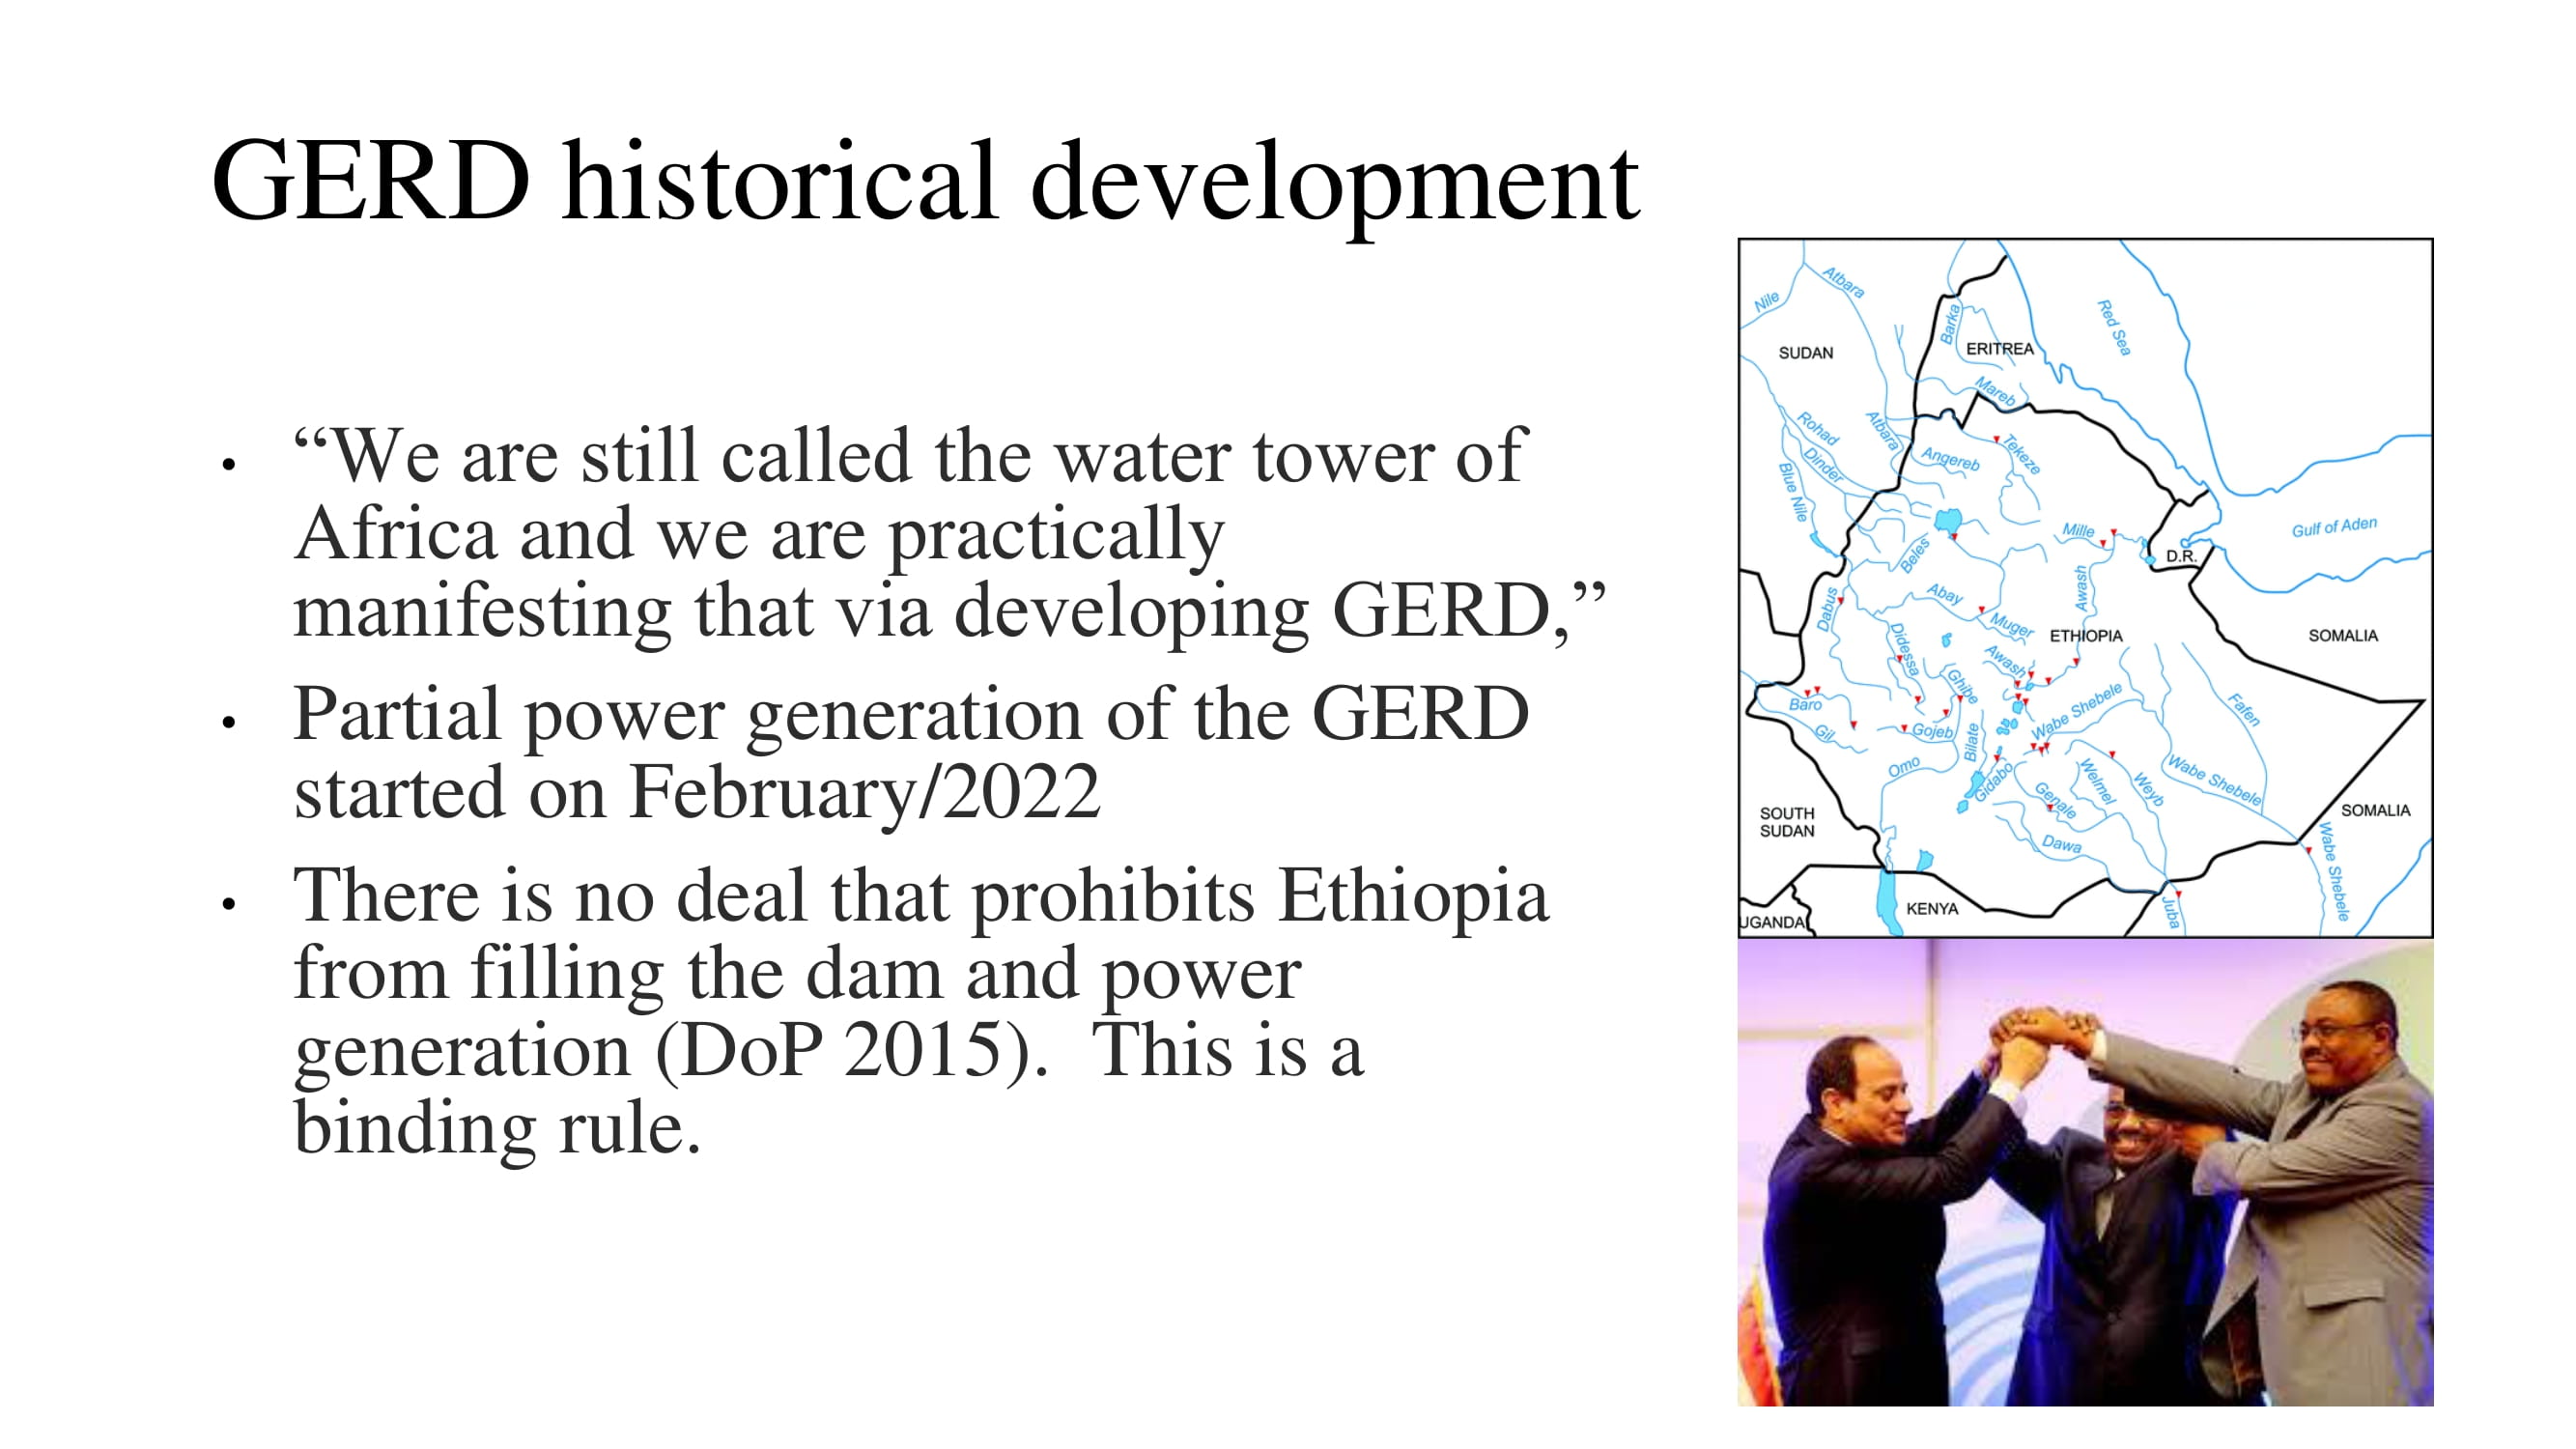 GERD historical development
• “We are still called the water tower of
Africa and we are practically
manifesting that via developing GERD,”
• Partial power generation of the GERD
started on February/2022
• There is no deal that prohibits Ethiopia
from filling the dam and power
generation (DoP 2015).  This is a
binding rule.
Nile
Atbara
Barka
Red Sea
SUDAN
ERITREA
Mareb
Rohad
Atbara
Dinder
Angereb
Tekeze
Blue Nile
Mille
Gulf of Aden
Beles
D.R.
Dabus
Abay
Awash
Muger
ETHIOPIA
SOMALIA
Didessa
Awash
Ghibe
Wabe Shebele
Fafen
Baro
Gil
Gojeb
Bilate
Omo
Gidabo
Genale
Welmel
Weyb
Wabe Shebele
SOUTH
SUDAN
SOMALIA
Dawa
Wabe Shebele
KENYA
Juba
UGANDA